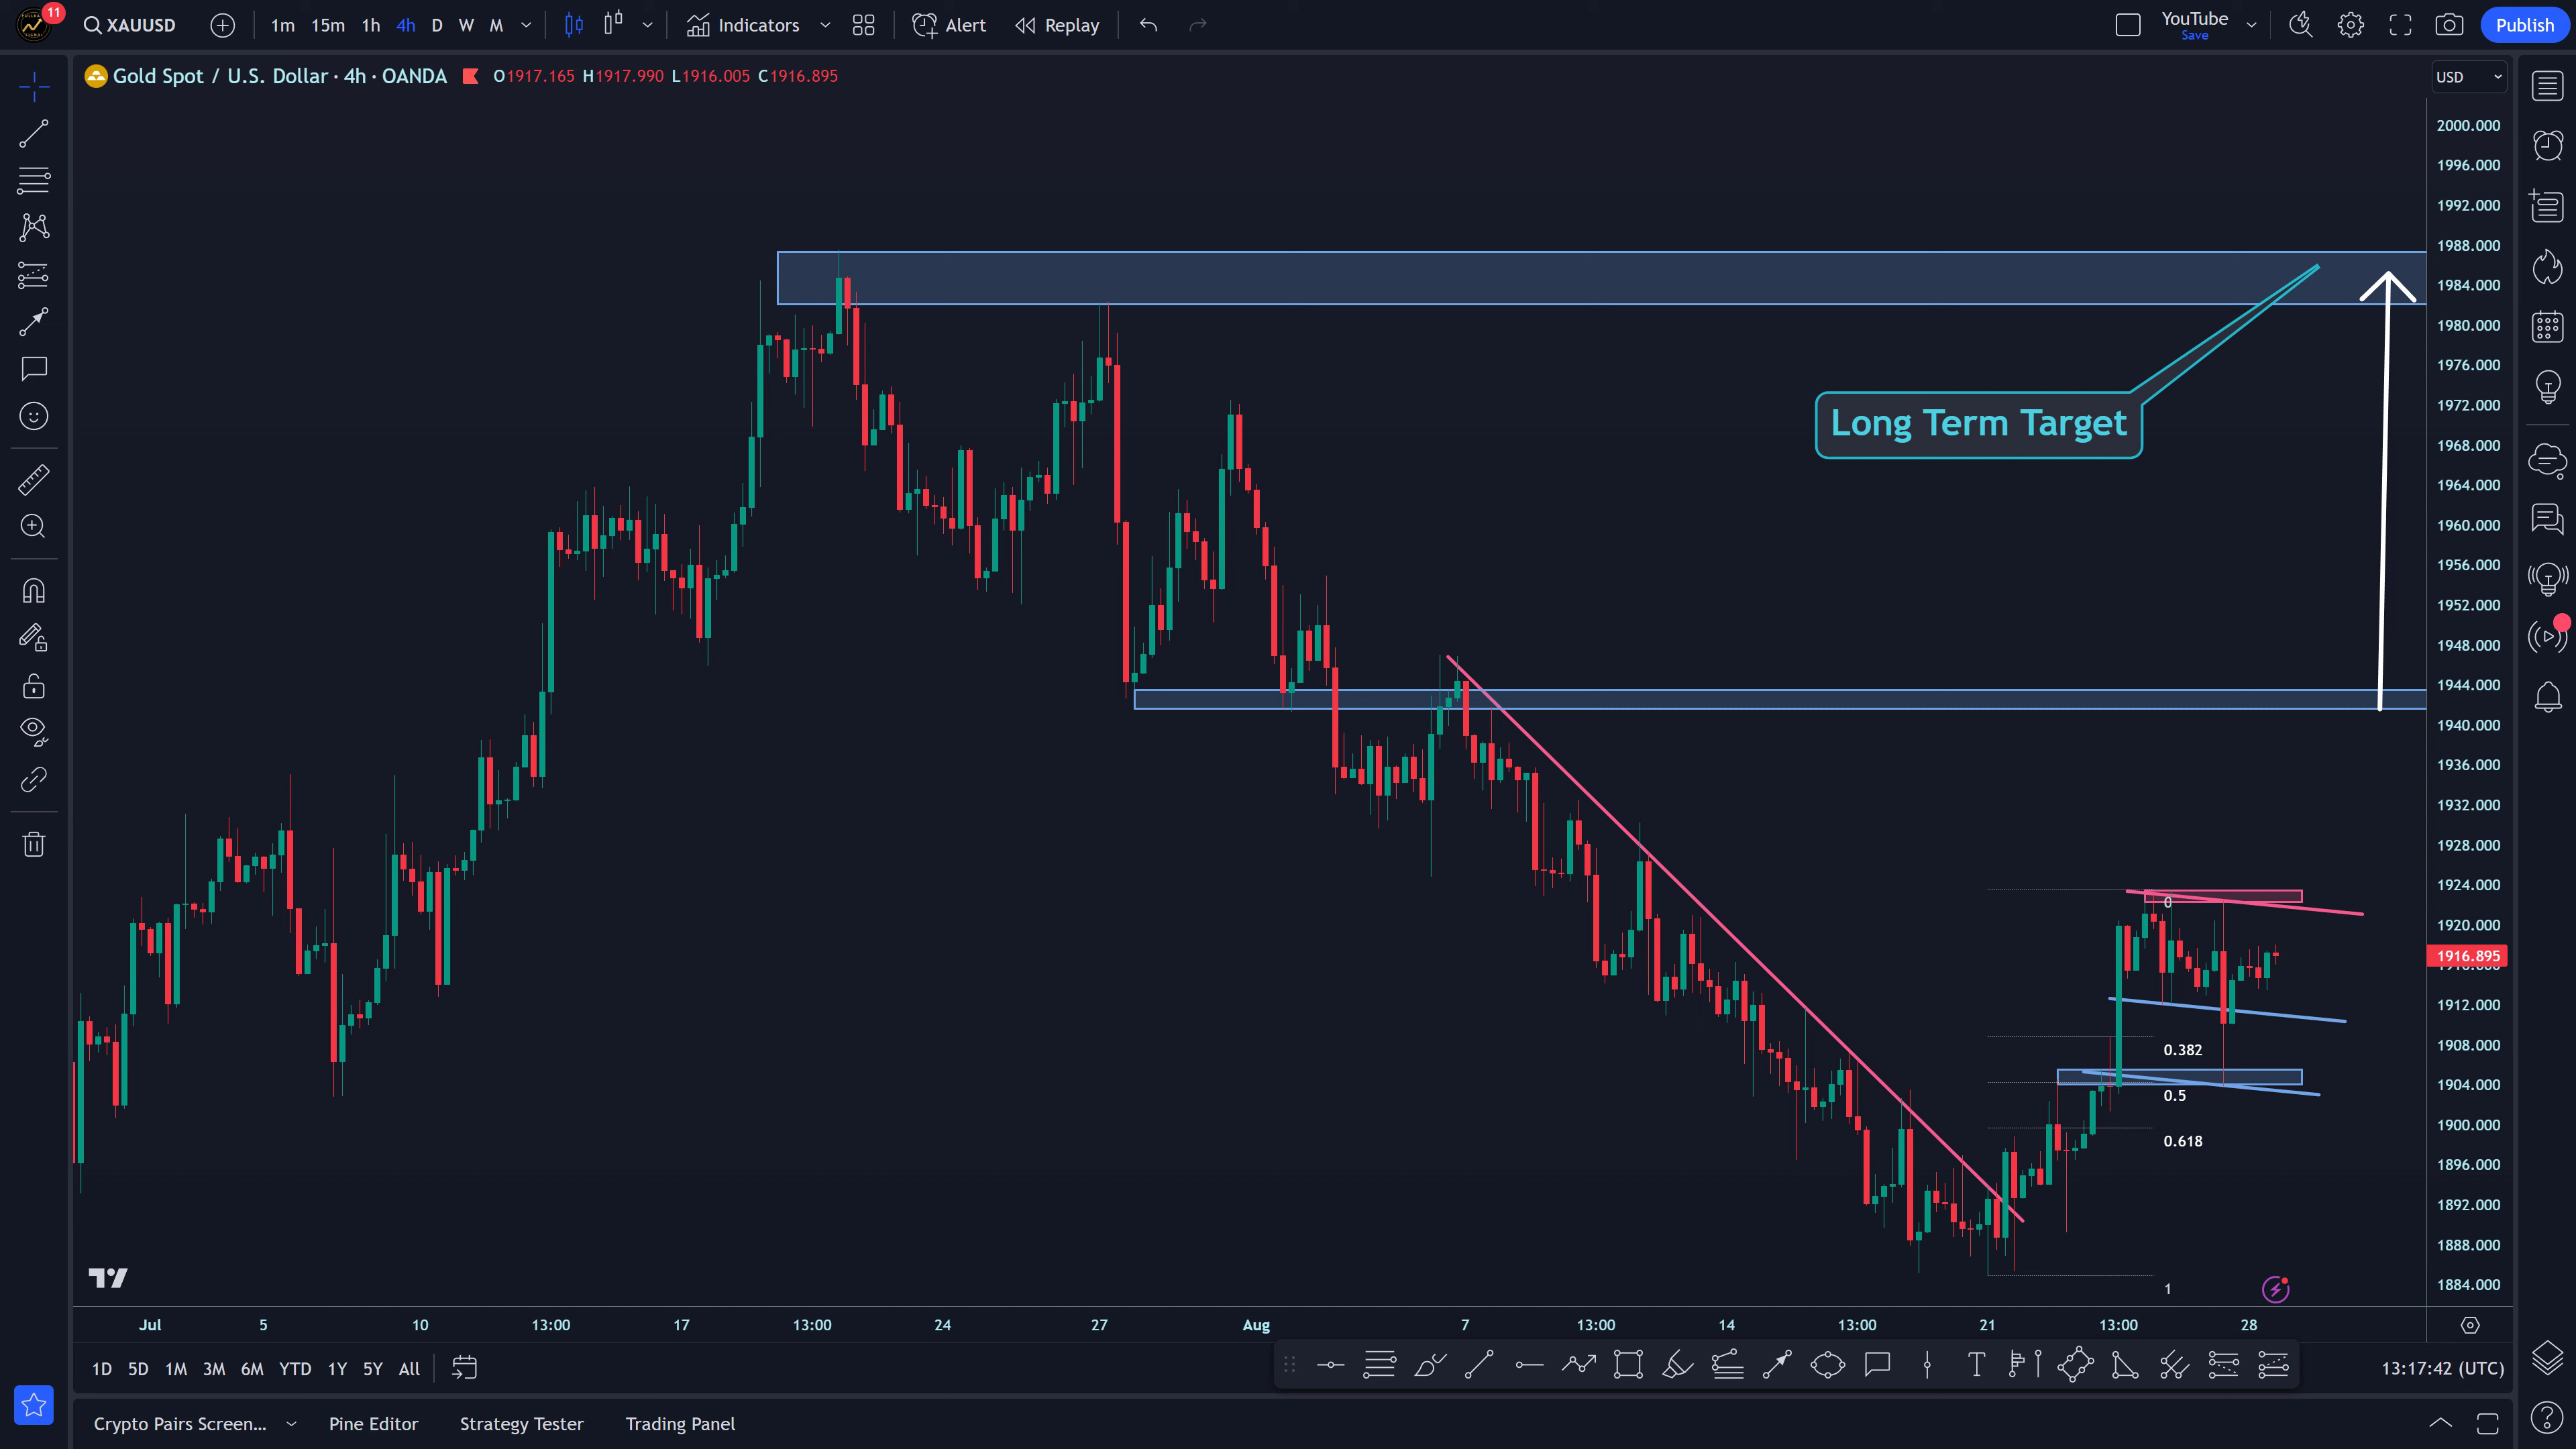 11
XAUUSD
1m 15m 1h 4h D W M
Indicators
Alert
Replay
YouTube
Save
Publish
Gold Spot / U.S. Dollar · 4h · OANDA O1917.165 H1917.990 L1916.005 C1916.895
USD
2000.000
1996.000
1992.000
1988.000
1984.000
1980.000
1976.000
1972.000
1968.000
1964.000
1960.000
1956.000
1952.000
1948.000
1944.000
1940.000
1936.000
1932.000
1928.000
1924.000
1920.000
1916.895
1912.000
1908.000
1904.000
1900.000
1896.000
1892.000
1888.000
1884.000
Long Term Target
0
0.382
0.5
0.618
1
Jul 5 10 13:00 17 13:00 24 27 Aug 7 13:00 14 13:00 21 13:00 28
1D 5D 1M 3M 6M YTD 1Y 5Y All
13:17:42 (UTC)
Crypto Pairs Screen... Pine Editor Strategy Tester Trading Panel